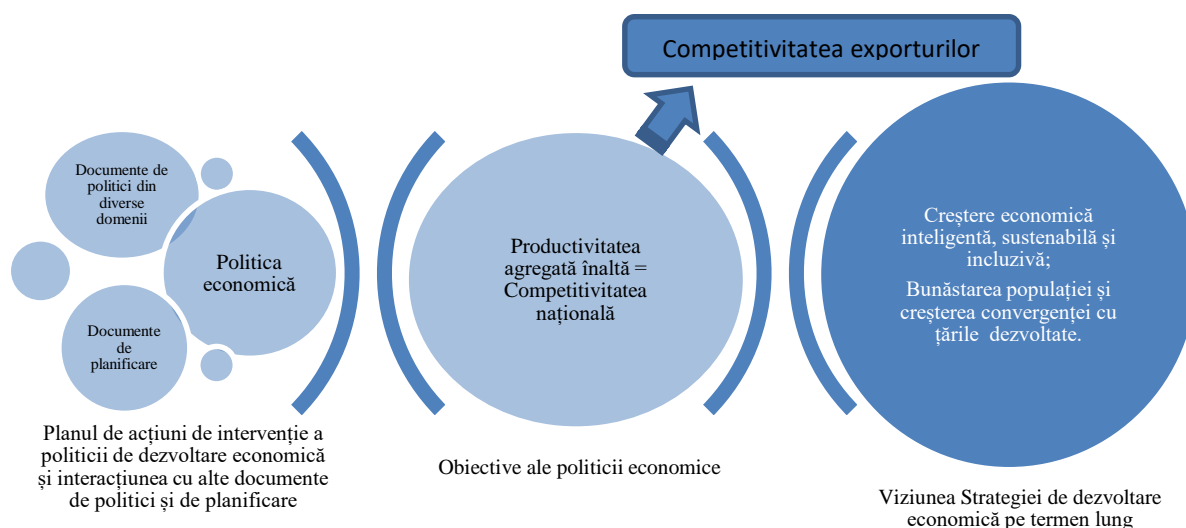 Competitivitatea exporturilor
Documente de
politici din
diverse
domenii
Politica
economică
Documente
de
planificare
Planul de acțiuni de intervenție a
politicii de dezvoltare economică
și interacțiunea cu alte documente
de politici și de planificare
Productivitatea
agregată înaltă =
Competitivitatea
națională
Obiective ale politicii economice
Creștere economică
inteligentă, sustenabilă și
incluzivă;
Bunăstarea populației și
creșterea convergenței cu
țările dezvoltate.
Viziunea Strategiei de dezvoltare
economică pe termen lung